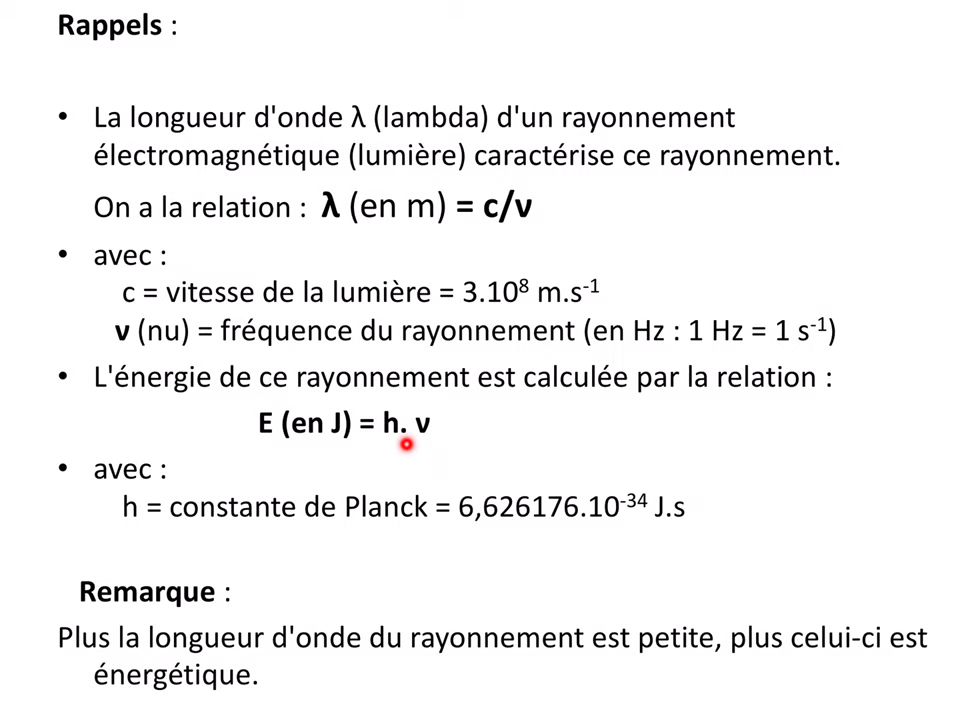 Rappels :
• La longueur d'onde λ (lambda) d'un rayonnement
électromagnétique (lumière) caractérise ce rayonnement.
On a la relation : λ (en m) = c/ν
• avec :
c = vitesse de la lumière = 3.10⁸ m.s⁻¹
ν (nu) = fréquence du rayonnement (en Hz : 1 Hz = 1 s⁻¹)
• L'énergie de ce rayonnement est calculée par la relation :
E (en J) = h. ν
• avec :
h = constante de Planck = 6,626176.10⁻³⁴ J.s
Remarque :
Plus la longueur d'onde du rayonnement est petite, plus celui-ci est
énergétique.